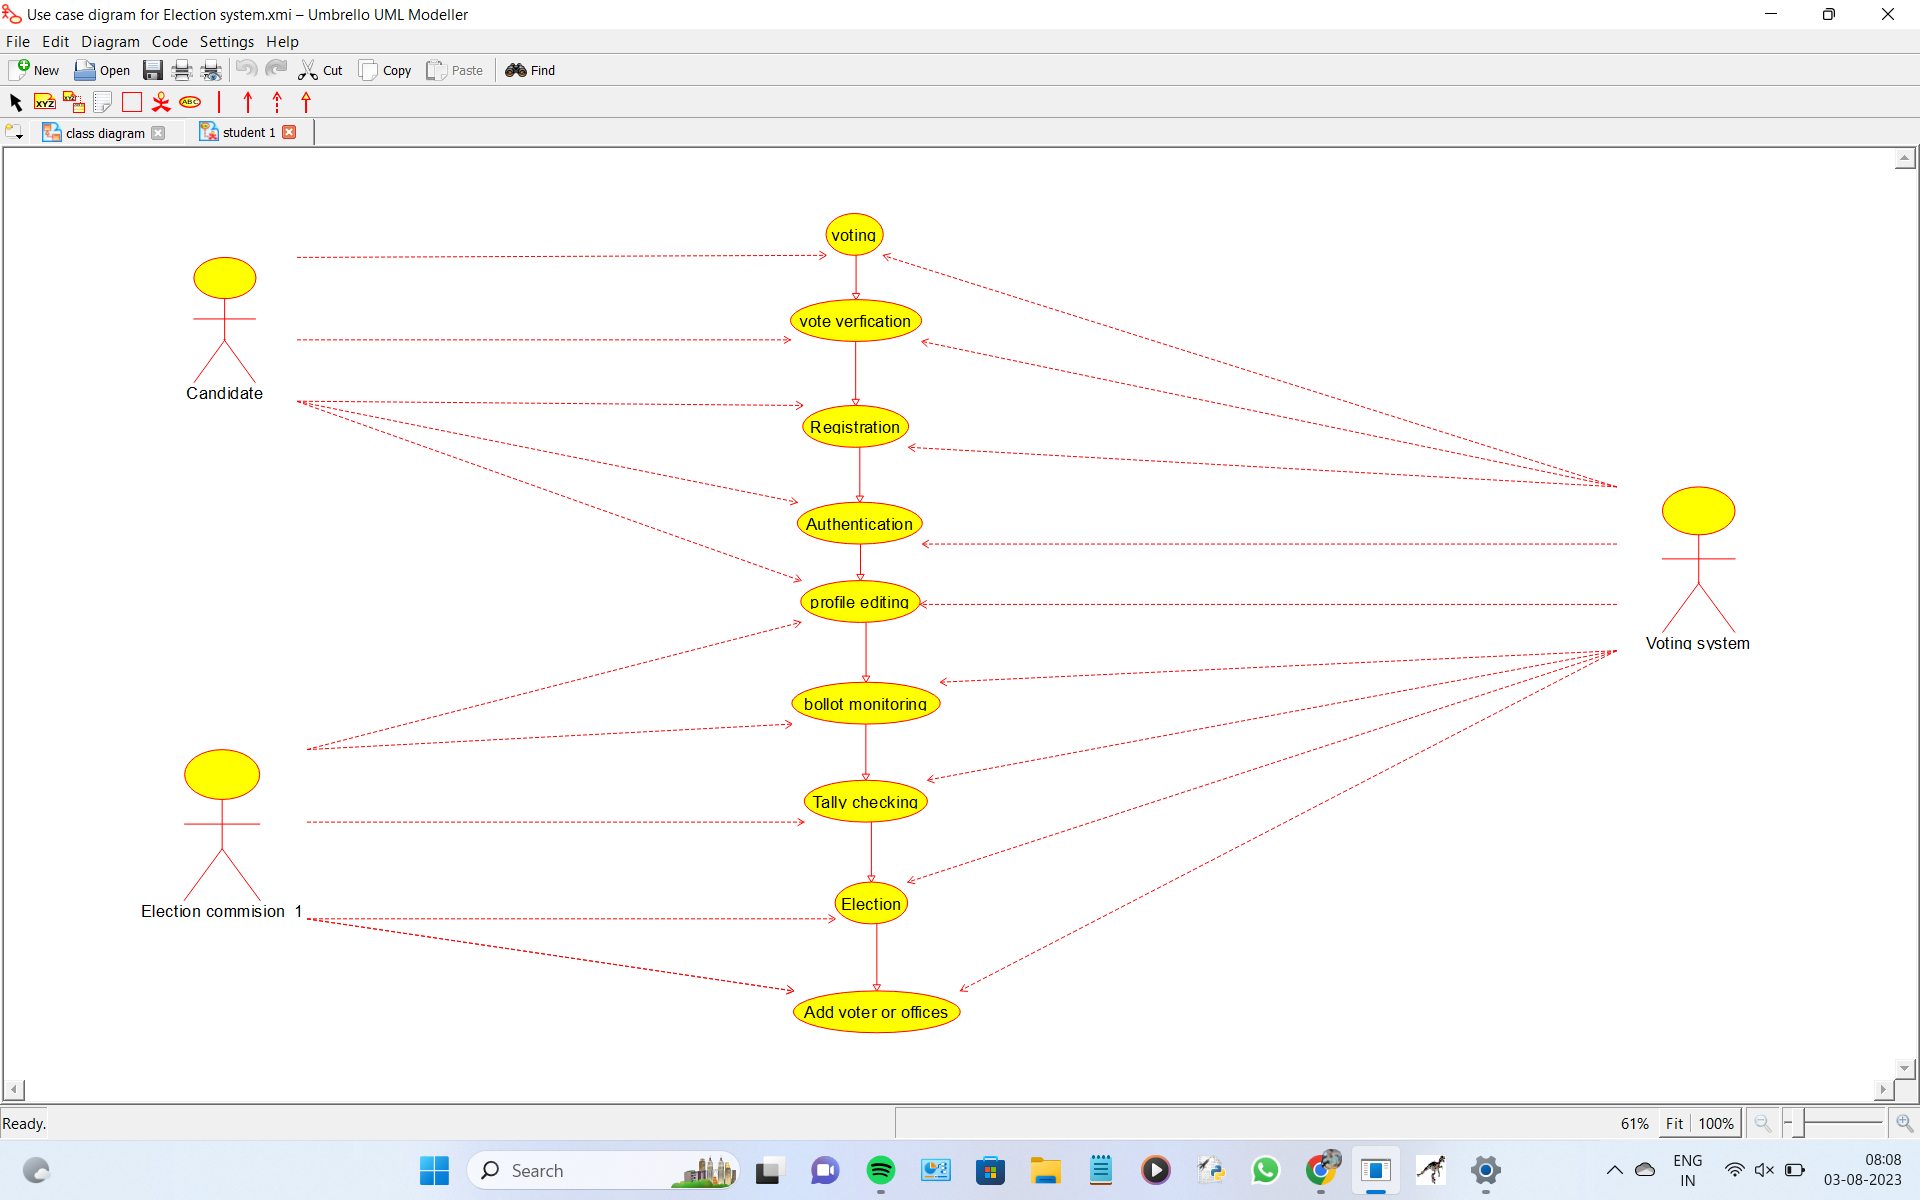 Use case digram for Election system.xmi – Umbrello UML Modeller
File Edit Diagram Code Settings Help
New Open Cut Copy Paste Find
XYZ XYZ ABC
class diagram student 1
voting
vote verfication
Candidate
Registration
Authentication
profile editing
Voting system
bollot monitoring
Tally checking
Election
Election commision 1
Add voter or offices
Ready. 61% Fit 100%
Search
ENG
IN
08:08
03-08-2023